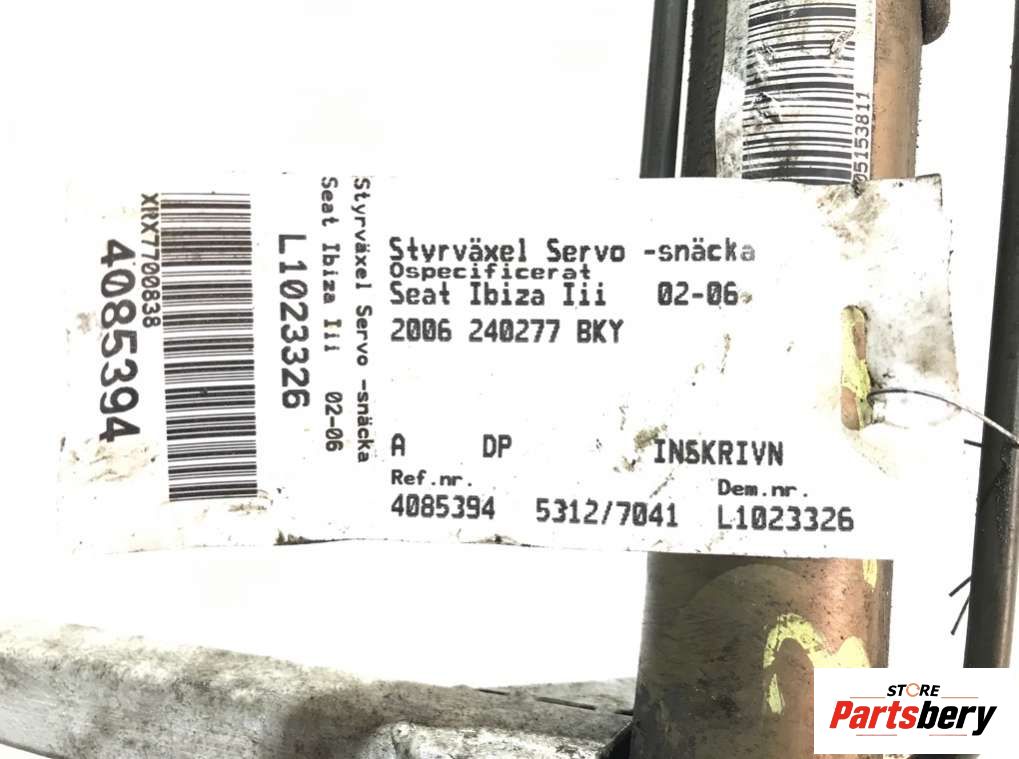 05153811
XRX7700838
4085394
L1023326
Seat Ibiza Iii 02-06
Styrväxel Servo -snäcka
Styrväxel Servo -snäcka
Ospecificerat
Seat Ibiza Iii 02-06
2006 240277 BKY
A DP INSKRIVN
Ref.nr. Dem.nr.
4085394 5312/7041 L1023326
STORE
Partsbery